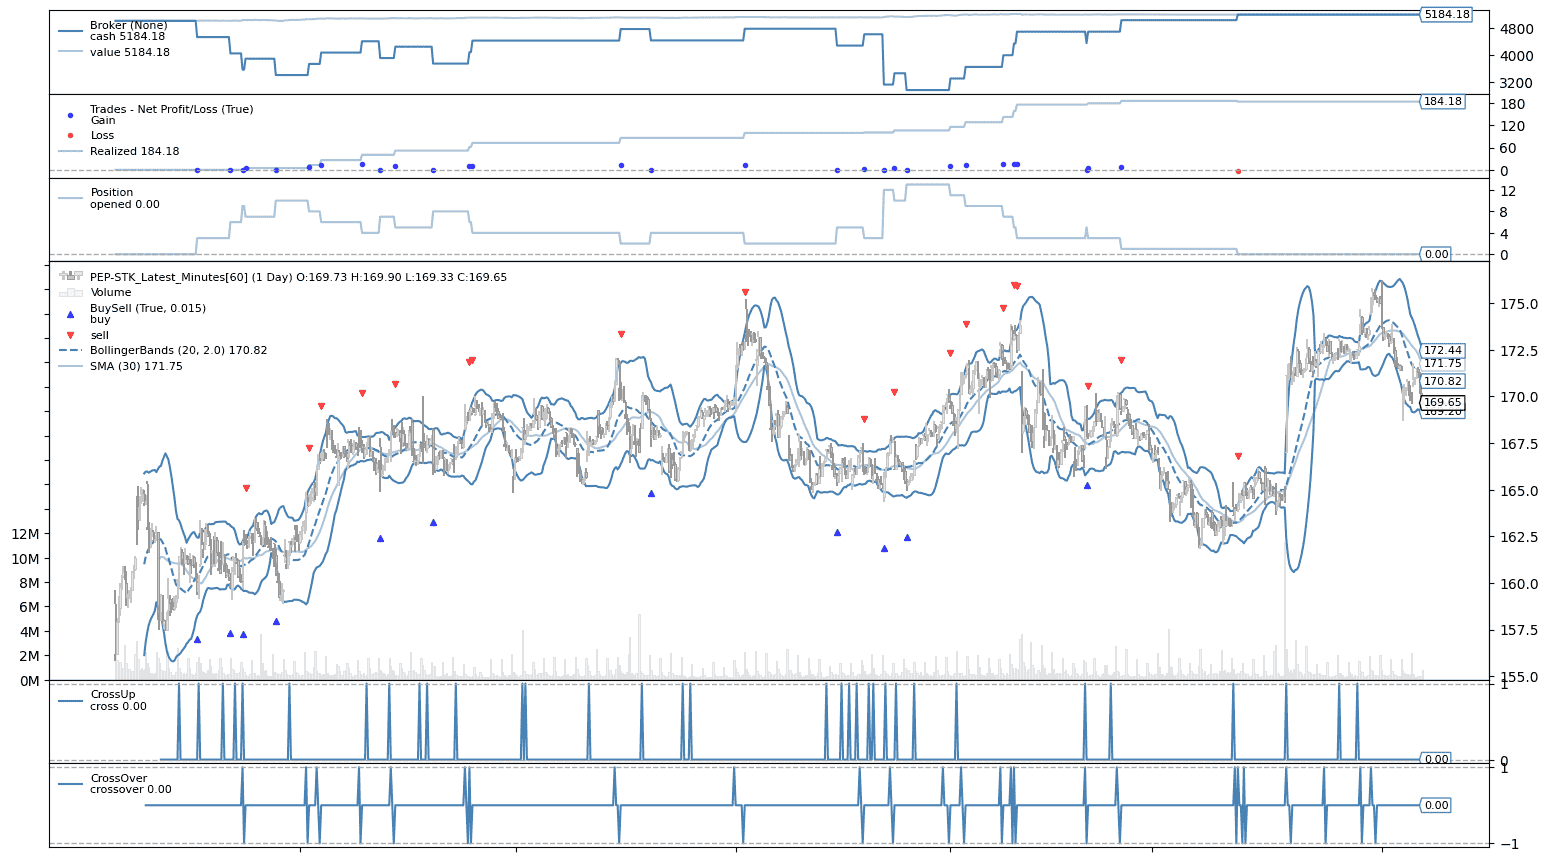 Broker (None)
cash 5184.18
value 5184.18
5184.18
4800
4000
3200
Trades - Net Profit/Loss (True)
Gain
Loss
Realized 184.18
184.18
180
120
60
0
Position
opened 0.00
12
8
4
0
0.00
PEP-STK_Latest_Minutes[60] (1 Day) O:169.73 H:169.90 L:169.33 C:169.65
Volume
BuySell (True, 0.015)
buy
sell
BollingerBands (20, 2.0) 170.82
SMA (30) 171.75
175.0
172.5
170.0
167.5
165.0
162.5
160.0
157.5
155.0
172.44
171.75
170.82
169.65
12M
10M
8M
6M
4M
2M
0M
CrossUp
cross 0.00
1
0
0.00
CrossOver
crossover 0.00
1
0.00
−1